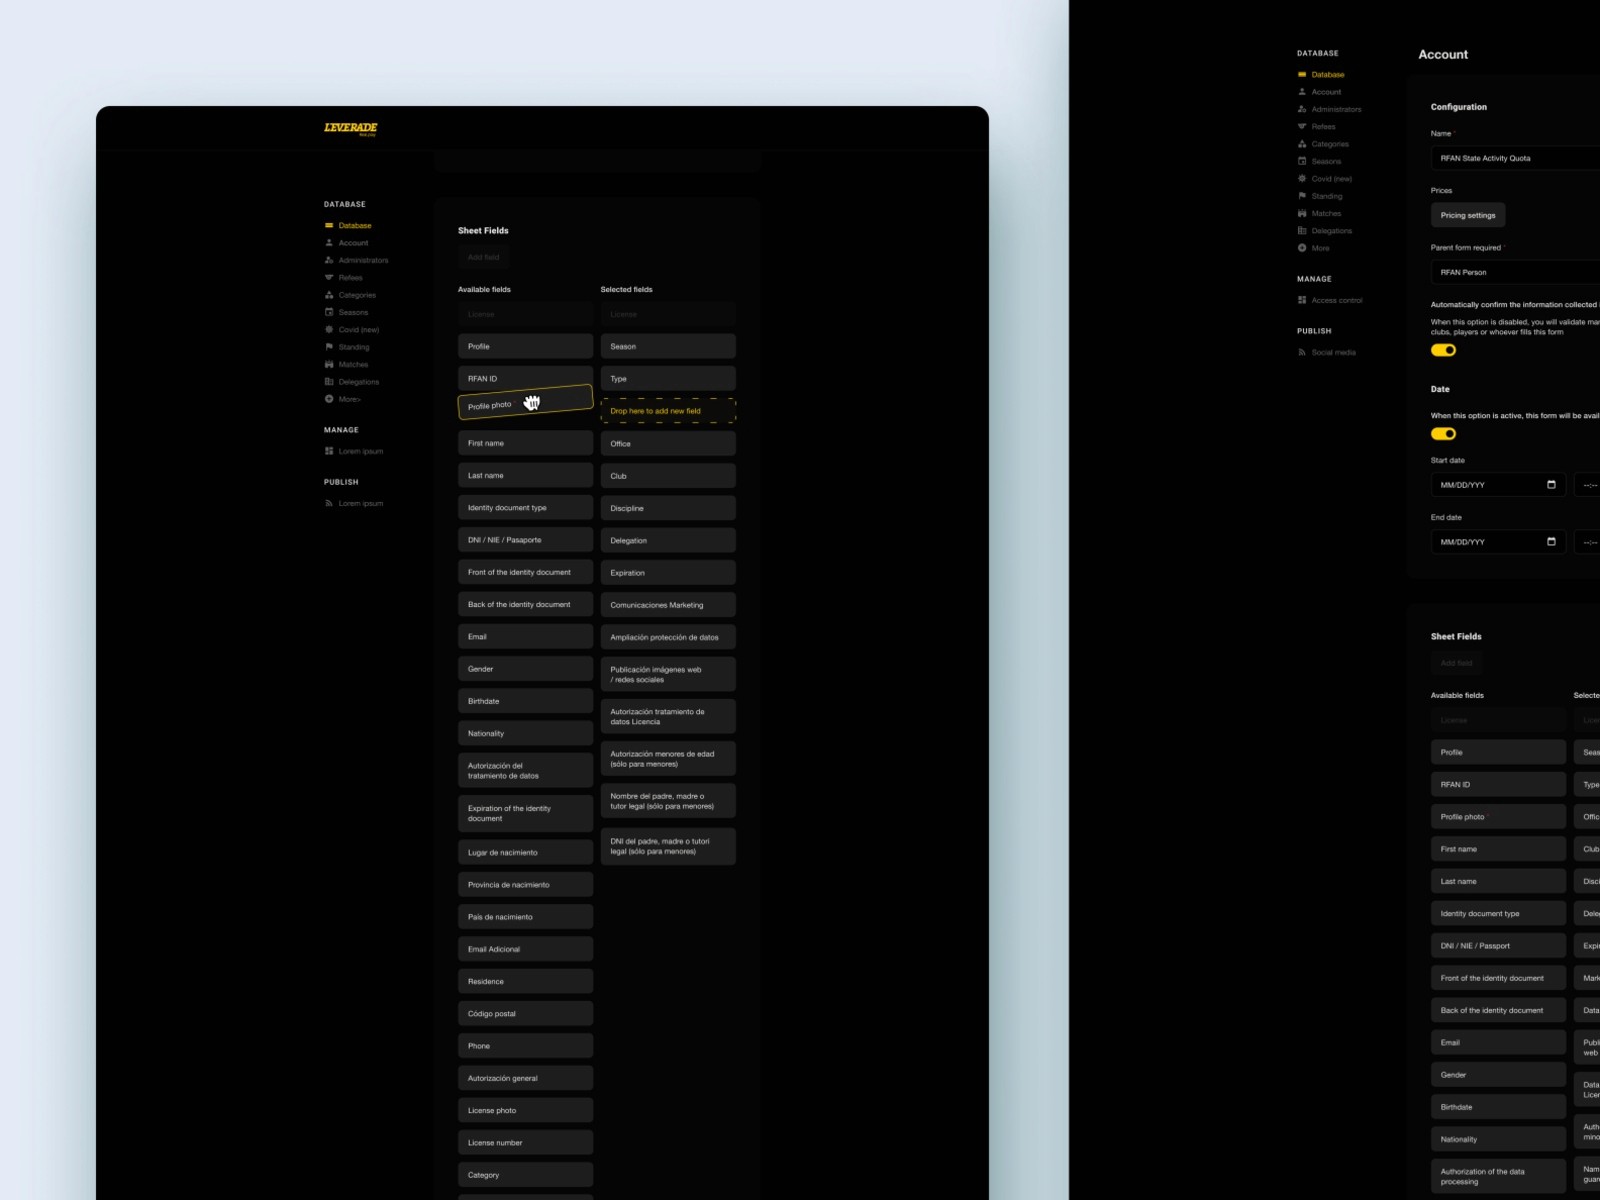 LEVERADE
DATABASE
Database
Account
Administrators
Refees
Categories
Seasons
Covid (new)
Standing
Matches
Delegations
More>
MANAGE
Lorem ipsum
PUBLISH
Lorem ipsum
Sheet Fields
Add field
Available fields
License
Profile
RFAN ID
Profile photo
First name
Last name
Identity document type
DNI / NIE / Pasaporte
Front of the identity document
Back of the identity document
Email
Gender
Birthdate
Nationality
Autorización del
tratamiento de datos
Expiration of the identity
document
Lugar de nacimiento
Provincia de nacimiento
País de nacimiento
Email Adicional
Residence
Código postal
Phone
Autorización general
License photo
License number
Category
Selected fields
License
Season
Type
Drop here to add new field
Office
Club
Discipline
Delegation
Expiration
Comunicaciones Marketing
Ampliación protección de datos
Publicación imágenes web
/ redes sociales
Autorización tratamiento de
datos Licencia
Autorización menores de edad
(sólo para menores)
Nombre del padre, madre o
tutor legal (sólo para menores)
DNI del padre, madre o tutori
legal (sólo para menores)
DATABASE
Database
Account
Administrators
Refees
Categories
Seasons
Covid (new)
Standing
Matches
Delegations
More
MANAGE
Access control
PUBLISH
Social media
Account
Configuration
Name *
RFAN State Activity Quota
Prices
Pricing settings
Parent form required *
RFAN Person
Automatically confirm the information collected
When this option is disabled, you will validate ma
clubs, players or whoever fills this form
Date
When this option is active, this form will be avail
Start date
MM/DD/YYY
--:--
End date
MM/DD/YYY
--:--
Sheet Fields
Add field
Available fields
License
Profile
RFAN ID
Profile photo *
First name
Last name
Identity document type
DNI / NIE / Passport
Front of the identity document
Back of the identity document
Email
Gender
Birthdate
Nationality
Authorization of the data
processing
Selecte
Lice
Seas
Type
Offic
Club
Disci
Dele
Expi
Mark
Data
Publ
web
Data
Licer
Auth
mino
Nam
guar